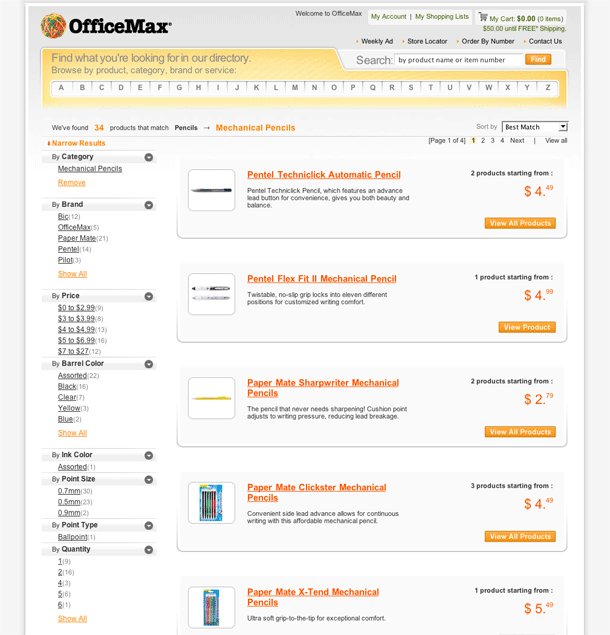 Welcome to OfficeMax
My Account | My Shopping Lists
My Cart: $0.00 (0 items)
$50.00 until FREE* Shipping.
OfficeMax
Weekly Ad
Store Locator
Order By Number
Contact Us
Find what you're looking for in our directory.
Browse by product, category, brand or service:
Search:
by product name or item number
Find
A B C D E F G H I J K L M N O P Q R S T U V W X Y Z
We've found 34 products that match Pencils → Mechanical Pencils
Sort by Best Match
Narrow Results
[Page 1 of 4] 1 2 3 4 Next | View all
By Category
Mechanical Pencils
Remove
By Brand
Bic(12)
OfficeMax(5)
Paper Mate(21)
Pentel(14)
Pilot(3)
Show All
By Price
$0 to $2.99(9)
$3 to $3.99(8)
$4 to $4.99(13)
$5 to $6.99(16)
$7 to $27(12)
By Barrel Color
Assorted(22)
Black(16)
Clear(7)
Yellow(3)
Blue(2)
Show All
By Ink Color
Assorted(1)
By Point Size
0.7mm(30)
0.5mm(23)
0.9mm(2)
By Point Type
Ballpoint(1)
By Quantity
1(9)
2(16)
4(3)
5(6)
6(1)
Show All
Pentel Techniclick Automatic Pencil
Pentel Techniclick Pencil, which features an advance
lead button for convenience, gives you both beauty and
balance.
2 products starting from :
$ 4.49
View All Products
Pentel Flex Fit II Mechanical Pencil
Twistable, no-slip grip locks into eleven different
positions for customized writing comfort.
1 product starting from :
$ 4.99
View Product
Paper Mate Sharpwriter Mechanical
Pencils
The pencil that never needs sharpening! Cushion point
adjusts to writing pressure, reducing lead breakage.
2 products starting from :
$ 2.79
View All Products
Paper Mate Clickster Mechanical
Pencils
Convenient side lead advance allows for continuous
writing with this affordable mechanical pencil.
3 products starting from :
$ 4.49
View All Products
Paper Mate X-Tend Mechanical
Pencils
Ultra soft grip-to-the-tip for exceptional comfort.
1 product starting from :
$ 5.49